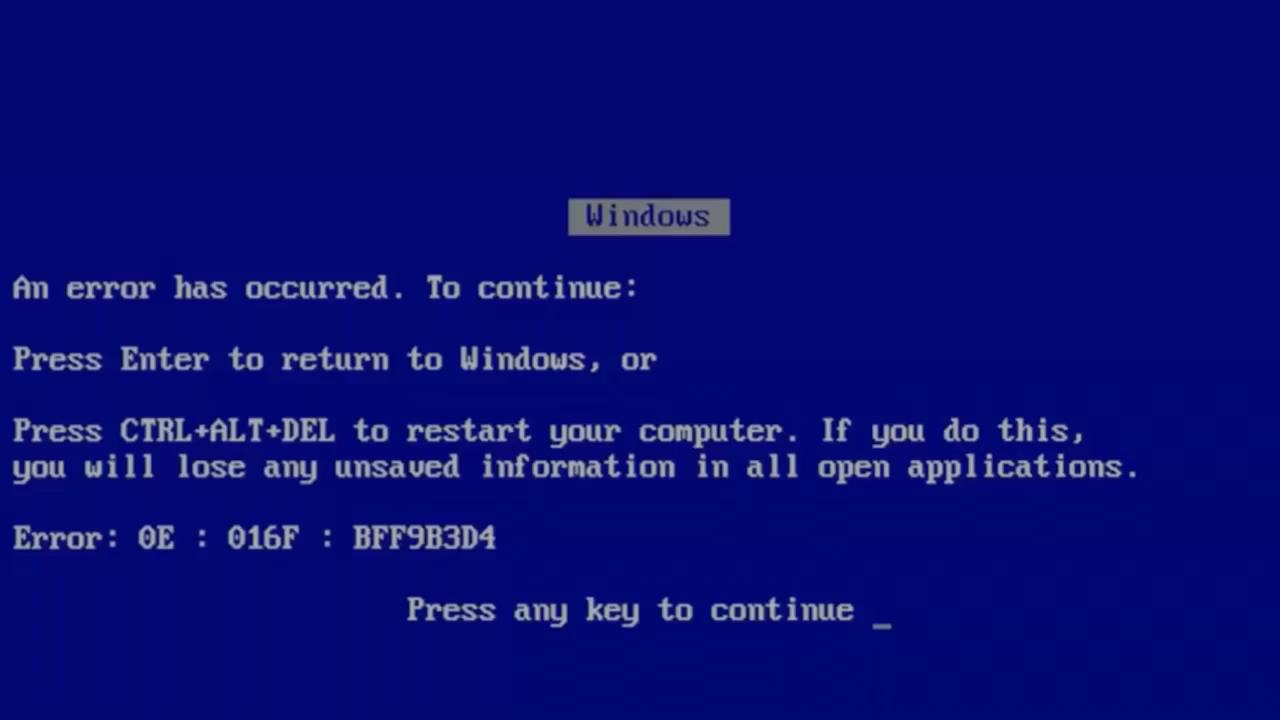 Windows
An error has occurred. To continue:
Press Enter to return to Windows, or
Press CTRL+ALT+DEL to restart your computer. If you do this,
you will lose any unsaved information in all open applications.
Error: 0E : 016F : BFF9B3D4
Press any key to continue _